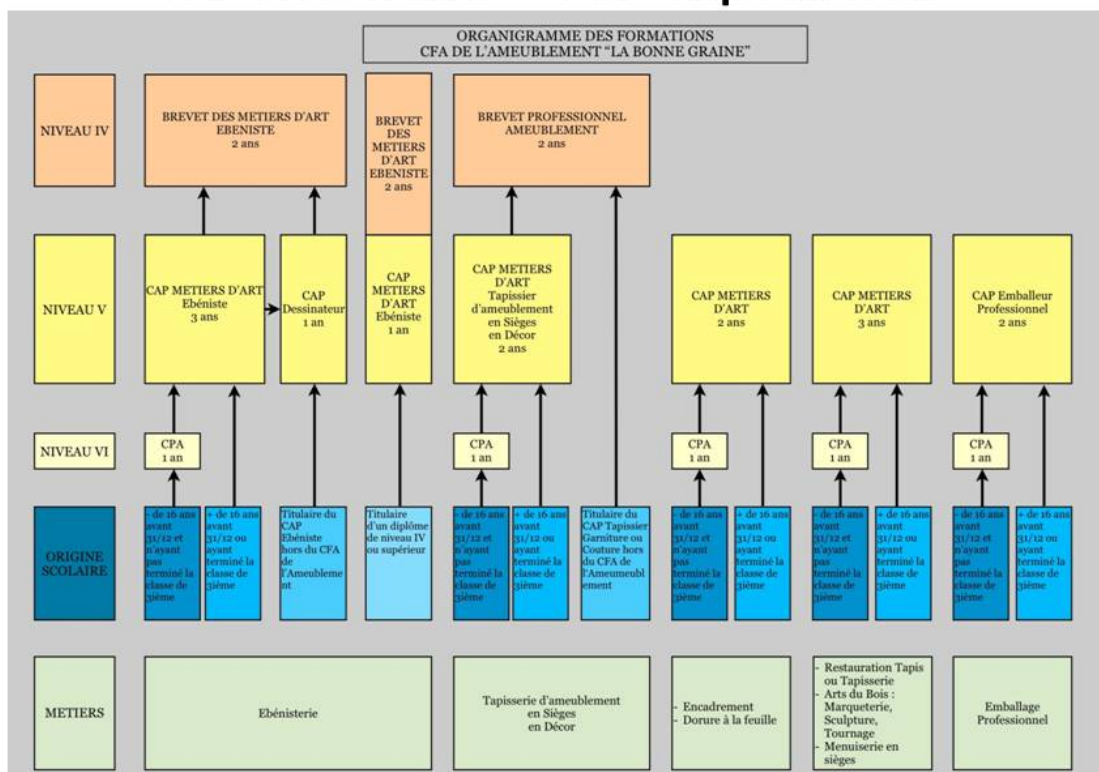 ORGANIGRAMME DES FORMATIONS
CFA DE L'AMEUBLEMENT “LA BONNE GRAINE”
NIVEAU IV
BREVET DES METIERS D'ART
EBENISTE
2 ans
BREVET
DES
METIERS
D'ART
EBENISTE
2 ans
BREVET PROFESSIONNEL
AMEUBLEMENT
2 ans
NIVEAU V
CAP METIERS D'ART
Ebéniste
3 ans
CAP
Dessinateur
1 an
CAP
METIERS
D'ART
Ebéniste
1 an
CAP METIERS
D'ART
Tapissier
d'ameublement
en Sièges
en Décor
2 ans
CAP METIERS
D'ART
2 ans
CAP METIERS
D'ART
3 ans
CAP Emballeur
Professionnel
2 ans
NIVEAU VI
CPA
1 an
CPA
1 an
CPA
1 an
CPA
1 an
CPA
1 an
ORIGINE
SCOLAIRE
- de 16 ans
avant
31/12 et
n'ayant pas
terminé la
classe de
3ième
+ de 16 ans
avant
31/12 ou
ayant
terminé la
classe de
3ième
Titulaire du
CAP
Ebéniste
hors du CFA
de
l'Ameubleme
nt
Titulaire
d'un diplôme
de niveau IV
ou supérieur
- de 16 ans
avant
31/12 et
n'ayant pas
terminé la
classe de
3ième
+ de 16 ans
avant
31/12 ou
ayant
terminé la
classe de
3ième
Titulaire du
CAP Tapissier
Garniture ou
Couture hors
du CFA de
l'Ameumeubl
ement
- de 16 ans
avant
31/12 et
n'ayant pas
terminé la
classe de
3ième
+ de 16 ans
avant
31/12 ou
ayant
terminé la
classe de
3ième
- de 16 ans
avant
31/12 et
n'ayant pas
terminé la
classe de
3ième
+ de 16 ans
avant
31/12 ou
ayant
terminé la
classe de
3ième
- de 16 ans
avant
31/12 et
n'ayant pas
terminé la
classe de
3ième
+ de 16 ans
avant
31/12 ou
ayant
terminé la
classe de
3ième
METIERS
Ebénisterie
Tapisserie d'ameublement
en Sièges
en Décor
- Encadrement
- Dorure à la feuille
- Restauration Tapis
ou Tapisserie
- Arts du Bois :
Marqueterie,
Sculpture,
Tournage
- Menuiserie en
sièges
Emballage
Professionnel